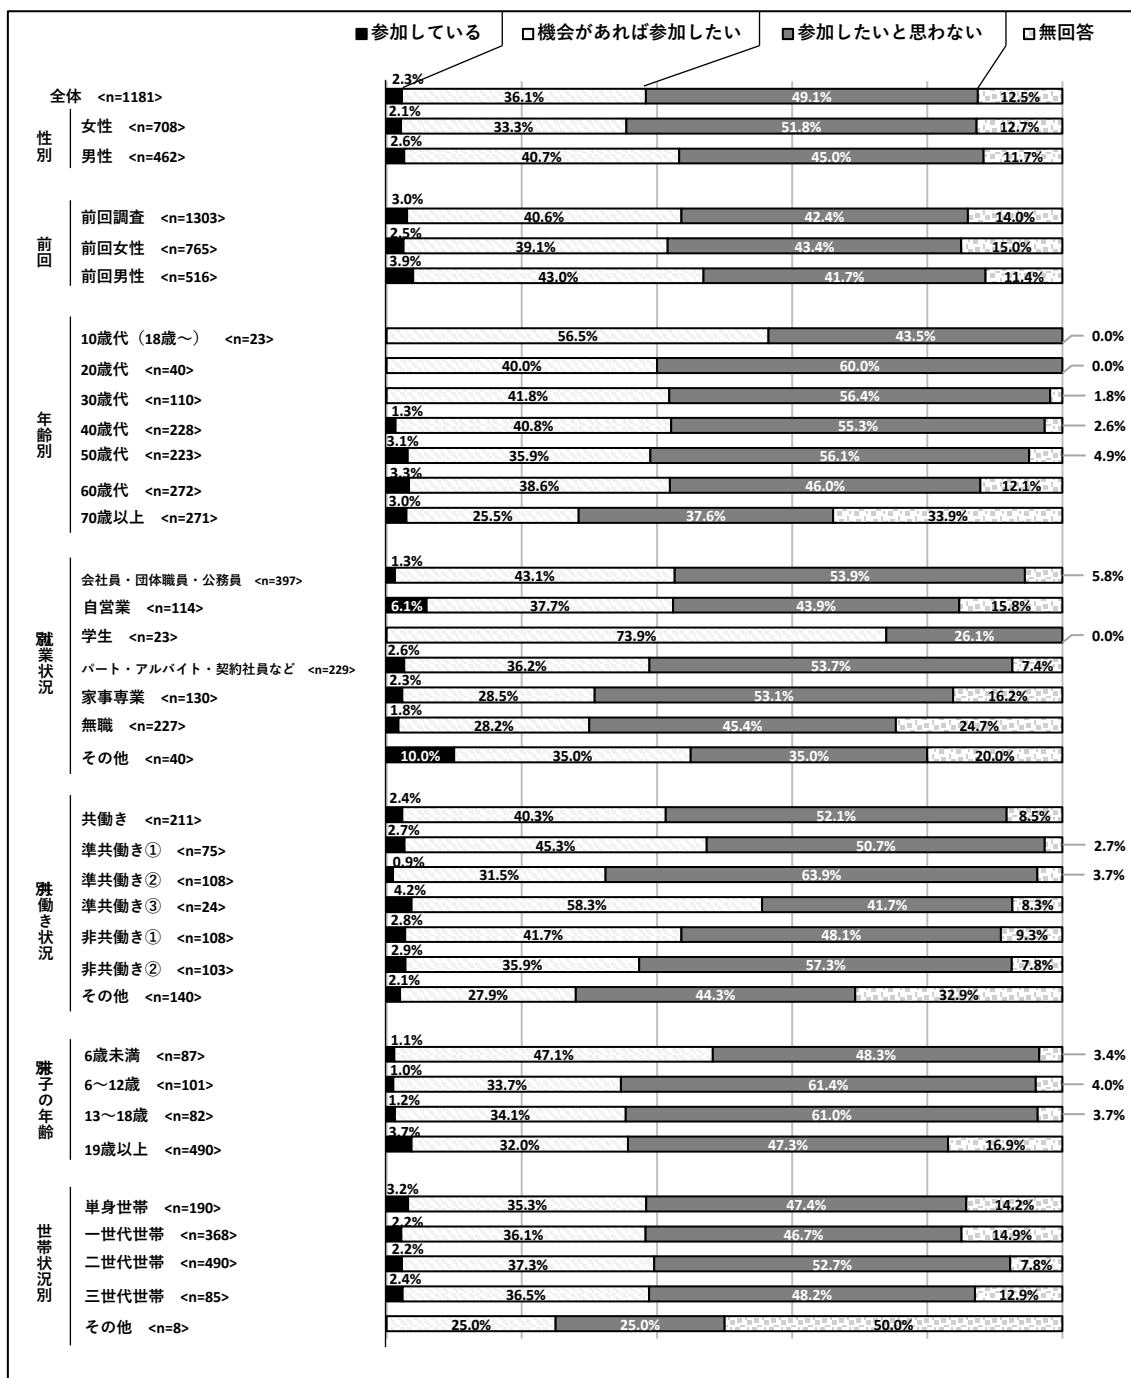 ■参加している □機会があれば参加したい ■参加したいと思わない □無回答
2.3%
全体 <n=1181> 36.1% 49.1% 12.5%
2.1%
女性 <n=708> 33.3% 51.8% 12.7%
2.6%
男性 <n=462> 40.7% 45.0% 11.7%
性別
3.0%
前回調査 <n=1303> 40.6% 42.4% 14.0%
2.5%
前回女性 <n=765> 39.1% 43.4% 15.0%
3.9%
前回男性 <n=516> 43.0% 41.7% 11.4%
前回
10歳代（18歳～） <n=23> 56.5% 43.5% 0.0%
20歳代 <n=40> 40.0% 60.0% 0.0%
30歳代 <n=110> 41.8% 56.4% 1.8%
1.3%
40歳代 <n=228> 40.8% 55.3% 2.6%
3.1%
50歳代 <n=223> 35.9% 56.1% 4.9%
3.3%
60歳代 <n=272> 38.6% 46.0% 12.1%
3.0%
70歳以上 <n=271> 25.5% 37.6% 33.9%
年齢別
1.3%
会社員・団体職員・公務員 <n=397> 43.1% 53.9% 5.8%
自営業 <n=114> 6.1% 37.7% 43.9% 15.8%
学生 <n=23> 73.9% 26.1% 0.0%
2.6%
パート・アルバイト・契約社員など <n=229> 36.2% 53.7% 7.4%
2.3%
家事専業 <n=130> 28.5% 53.1% 16.2%
1.8%
無職 <n=227> 28.2% 45.4% 24.7%
その他 <n=40> 10.0% 35.0% 35.0% 20.0%
業状況
2.4%
共働き <n=211> 40.3% 52.1% 8.5%
2.7%
準共働き① <n=75> 45.3% 50.7% 2.7%
0.9%
準共働き② <n=108> 31.5% 63.9% 3.7%
4.2%
準共働き③ <n=24> 58.3% 41.7% 8.3%
2.8%
非共働き① <n=108> 41.7% 48.1% 9.3%
2.9%
非共働き② <n=103> 35.9% 57.3% 7.8%
2.1%
その他 <n=140> 27.9% 44.3% 32.9%
働き状況
1.1%
6歳未満 <n=87> 47.1% 48.3% 3.4%
1.0%
6～12歳 <n=101> 33.7% 61.4% 4.0%
1.2%
13～18歳 <n=82> 34.1% 61.0% 3.7%
3.7%
19歳以上 <n=490> 32.0% 47.3% 16.9%
子の年齢
3.2%
単身世帯 <n=190> 35.3% 47.4% 14.2%
2.2%
一世代世帯 <n=368> 36.1% 46.7% 14.9%
2.2%
二世代世帯 <n=490> 37.3% 52.7% 7.8%
2.4%
三世代世帯 <n=85> 36.5% 48.2% 12.9%
その他 <n=8> 25.0% 25.0% 50.0%
世帯状況別